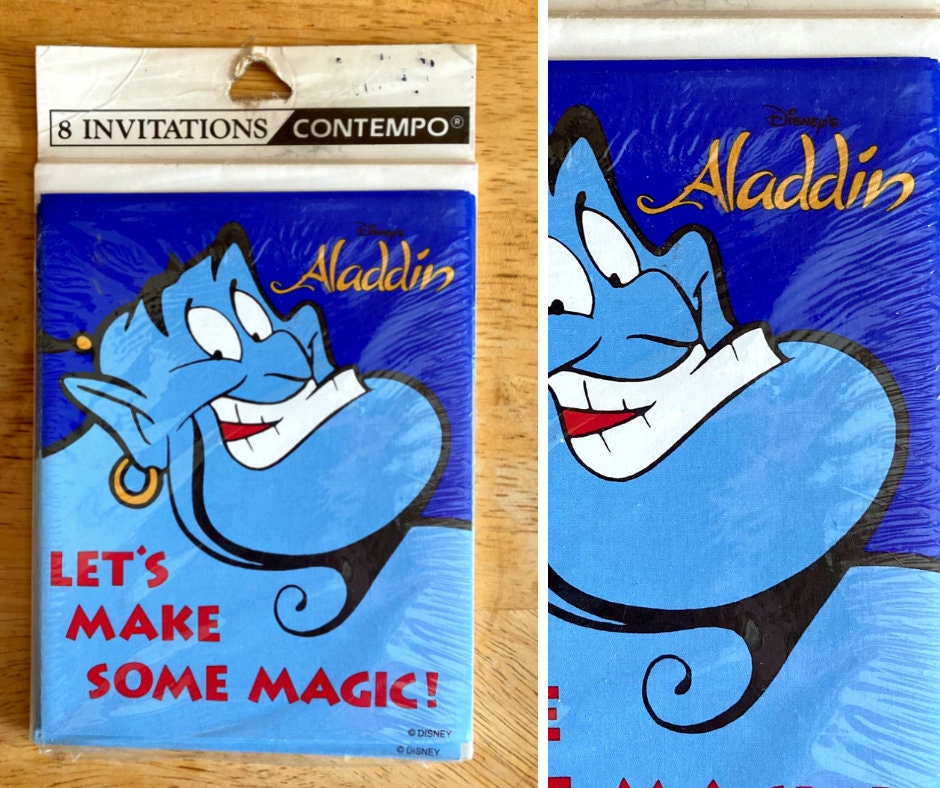 8 INVITATIONS CONTEMPO®
Disney's
Aladdin
LET'S
MAKE
SOME MAGIC!
© DISNEY
© DISNEY
Disney's
Aladdin